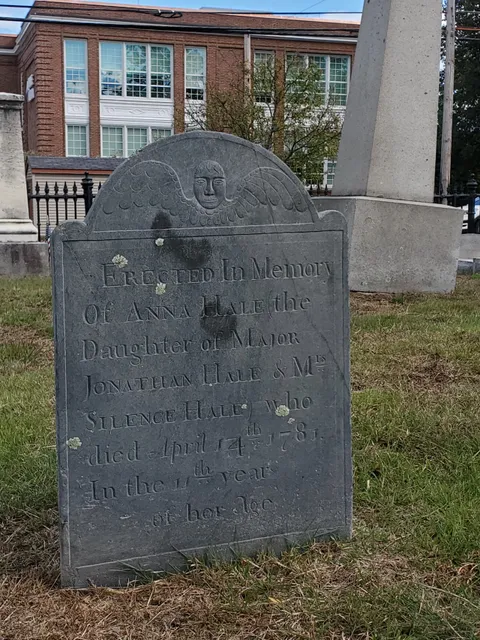 ERECTED In Memory
Of ANNA HALE the
Daughter of MAJOR
JONATHAN HALE & Mrs
SILENCE HALE, who
died April 14th 1781.
In the 11th year
of her Age